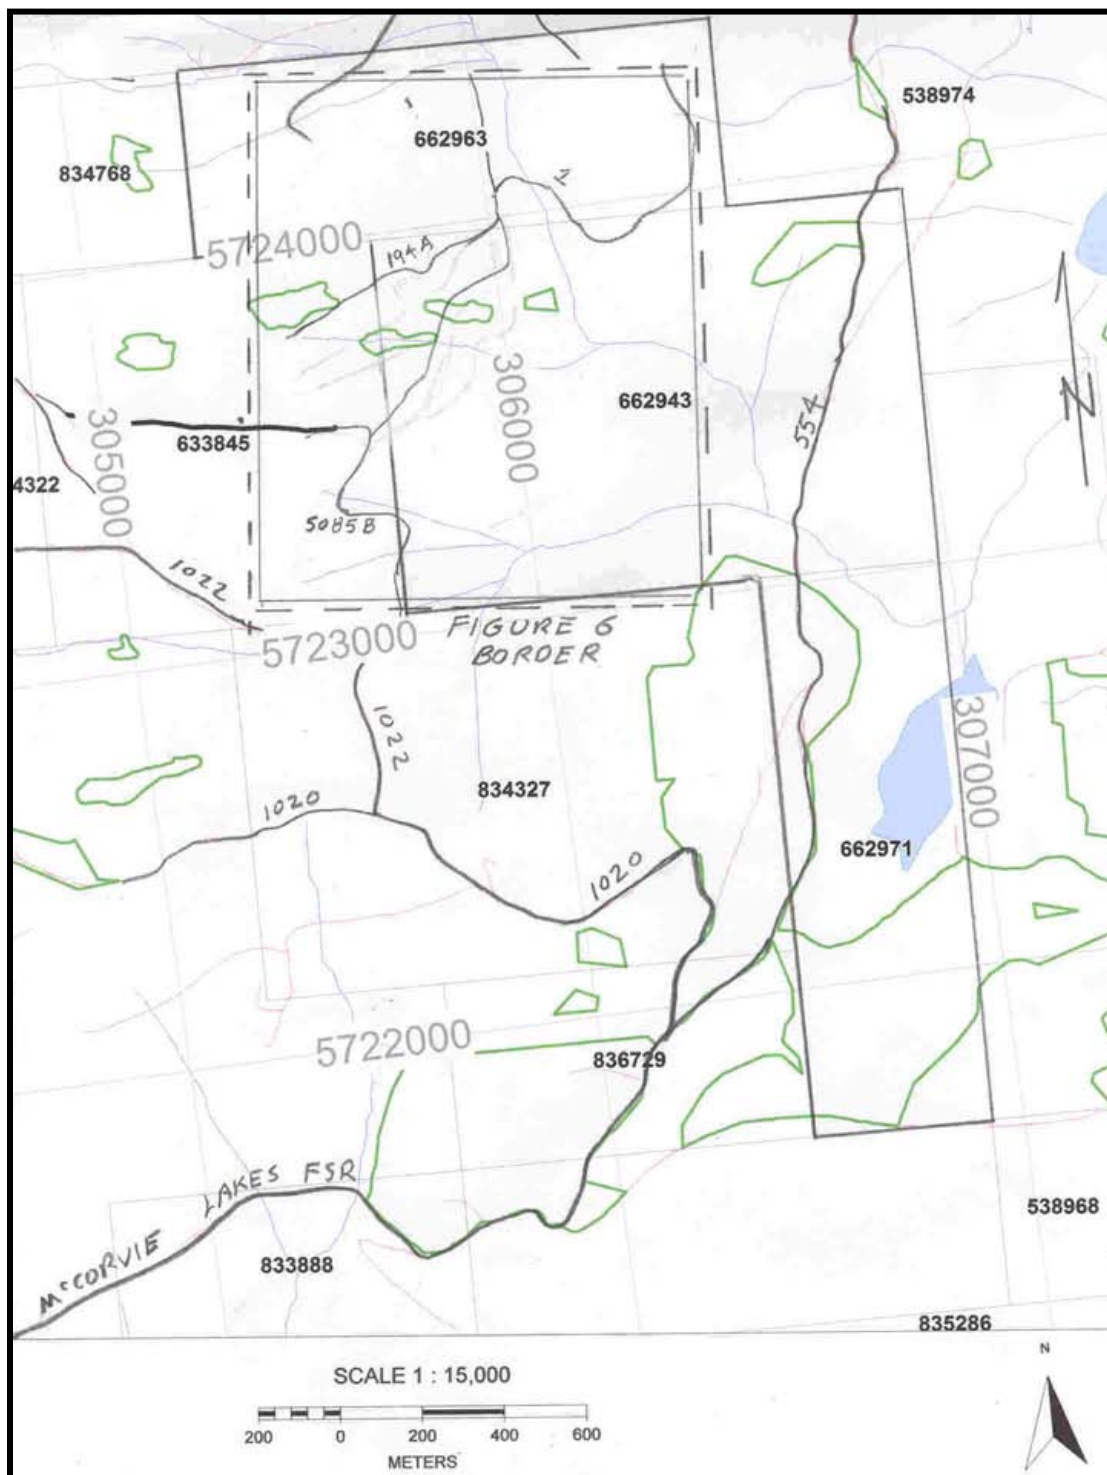 538974
662963
834768
2
5724000
194A
306000
662943
554
305000
633845
4322
5085B
1022
N
5723000
FIGURE 6
BORDER
307000
1022
834327
1020
662971
1020
5722000
836729
McCORVIE LAKES FSR
538968
833888
835286
SCALE 1 : 15,000
200 0 200 400 600
METERS
N